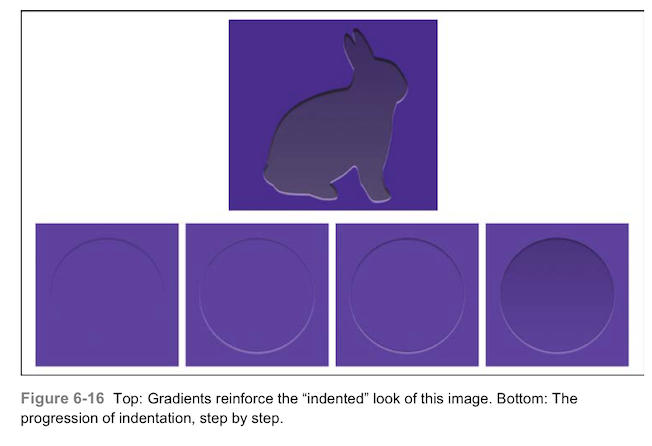 Figure 6-16 Top: Gradients reinforce the “indented” look of this image. Bottom: The
progression of indentation, step by step.